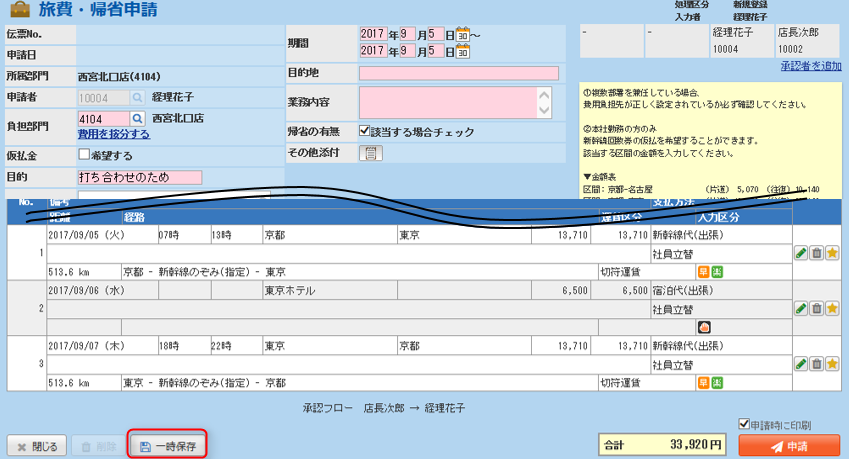 旅費・帰省申請
処理区分 新規登録
入力者 経理花子
伝票No.
申請日
所属部門 西宮北口店(4104)
申請者 10004 経理花子
負担部門 4104 西宮北口店
費用を按分する
仮払金 希望する
目的 打ち合わせのため
期間 2017年9月5日～
2017年9月5日
目的地
業務内容
帰省の有無 該当する場合チェック
その他添付
- - 経理花子 店長次郎
10004 10002
承認者を追加
①複数部署を兼任している場合、
費用負担先が正しく設定されているか必ず確認してください。
②本社勤務の方のみ
新幹線回数券の仮払を希望することができます。
該当する区間の金額を入力してください。
▼金額表
区間：京都-名古屋 （片道） 5,070 （往復）10,140
No. 備考 支払方法
距離 経路 運賃区分 入力区分
1 2017/09/05 (火) 07時 13時 京都 東京 13,710 13,710 新幹線代(出張)
社員立替
513.6 km 京都 - 新幹線のぞみ(指定) - 東京 切符運賃 早 楽
2 2017/09/06 (水) 東京ホテル 6,500 6,500 宿泊代(出張)
社員立替
3 2017/09/07 (木) 18時 22時 東京 京都 13,710 13,710 新幹線代(出張)
社員立替
513.6 km 東京 - 新幹線のぞみ(指定) - 京都 切符運賃 早 楽
承認フロー 店長次郎 → 経理花子
申請時に印刷
閉じる 削除 一時保存 合計 33,920円 申請